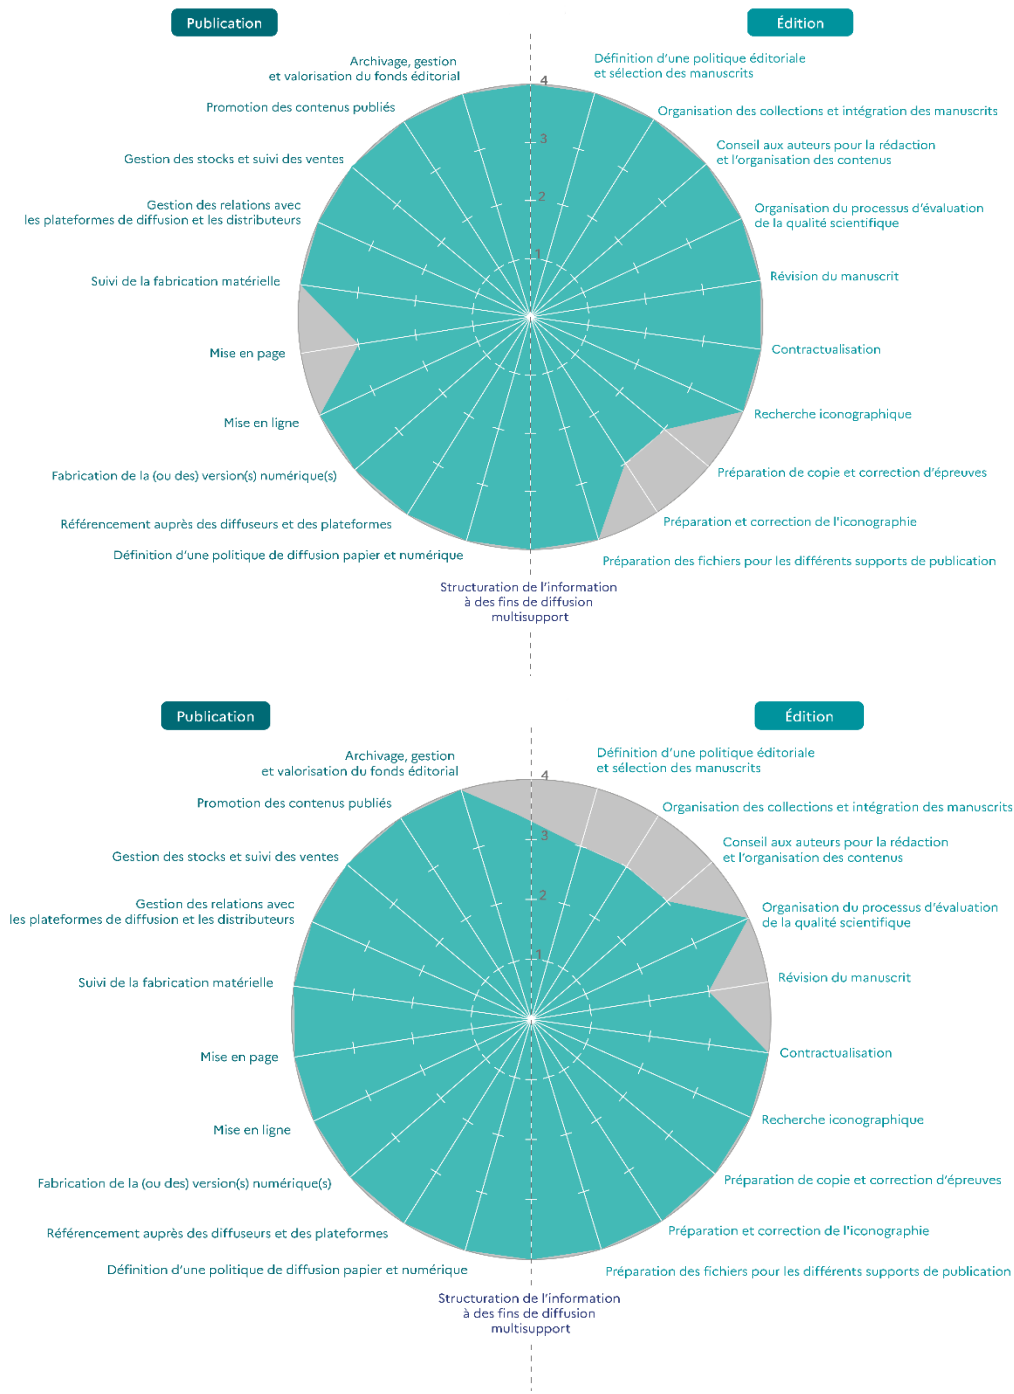 Publication
Édition
Archivage, gestion
et valorisation du fonds éditorial
Définition d’une politique éditoriale
et sélection des manuscrits
4
Promotion des contenus publiés
Organisation des collections et intégration des manuscrits
3
Gestion des stocks et suivi des ventes
Conseil aux auteurs pour la rédaction
et l’organisation des contenus
2
Gestion des relations avec
les plateformes de diffusion et les distributeurs
Organisation du processus d’évaluation
de la qualité scientifique
1
Suivi de la fabrication matérielle
Révision du manuscrit
Mise en page
Contractualisation
Mise en ligne
Recherche iconographique
Fabrication de la (ou des) version(s) numérique(s)
Préparation de copie et correction d’épreuves
Référencement auprès des diffuseurs et des plateformes
Préparation et correction de l'iconographie
Définition d’une politique de diffusion papier et numérique
Préparation des fichiers pour les différents supports de publication
Structuration de l’information
à des fins de diffusion
multisupport
Publication
Édition
Archivage, gestion
et valorisation du fonds éditorial
Définition d’une politique éditoriale
et sélection des manuscrits
4
Promotion des contenus publiés
Organisation des collections et intégration des manuscrits
3
Gestion des stocks et suivi des ventes
Conseil aux auteurs pour la rédaction
et l’organisation des contenus
2
Gestion des relations avec
les plateformes de diffusion et les distributeurs
Organisation du processus d’évaluation
de la qualité scientifique
1
Suivi de la fabrication matérielle
Révision du manuscrit
Mise en page
Contractualisation
Mise en ligne
Recherche iconographique
Fabrication de la (ou des) version(s) numérique(s)
Préparation de copie et correction d’épreuves
Référencement auprès des diffuseurs et des plateformes
Préparation et correction de l'iconographie
Définition d’une politique de diffusion papier et numérique
Préparation des fichiers pour les différents supports de publication
Structuration de l’information
à des fins de diffusion
multisupport